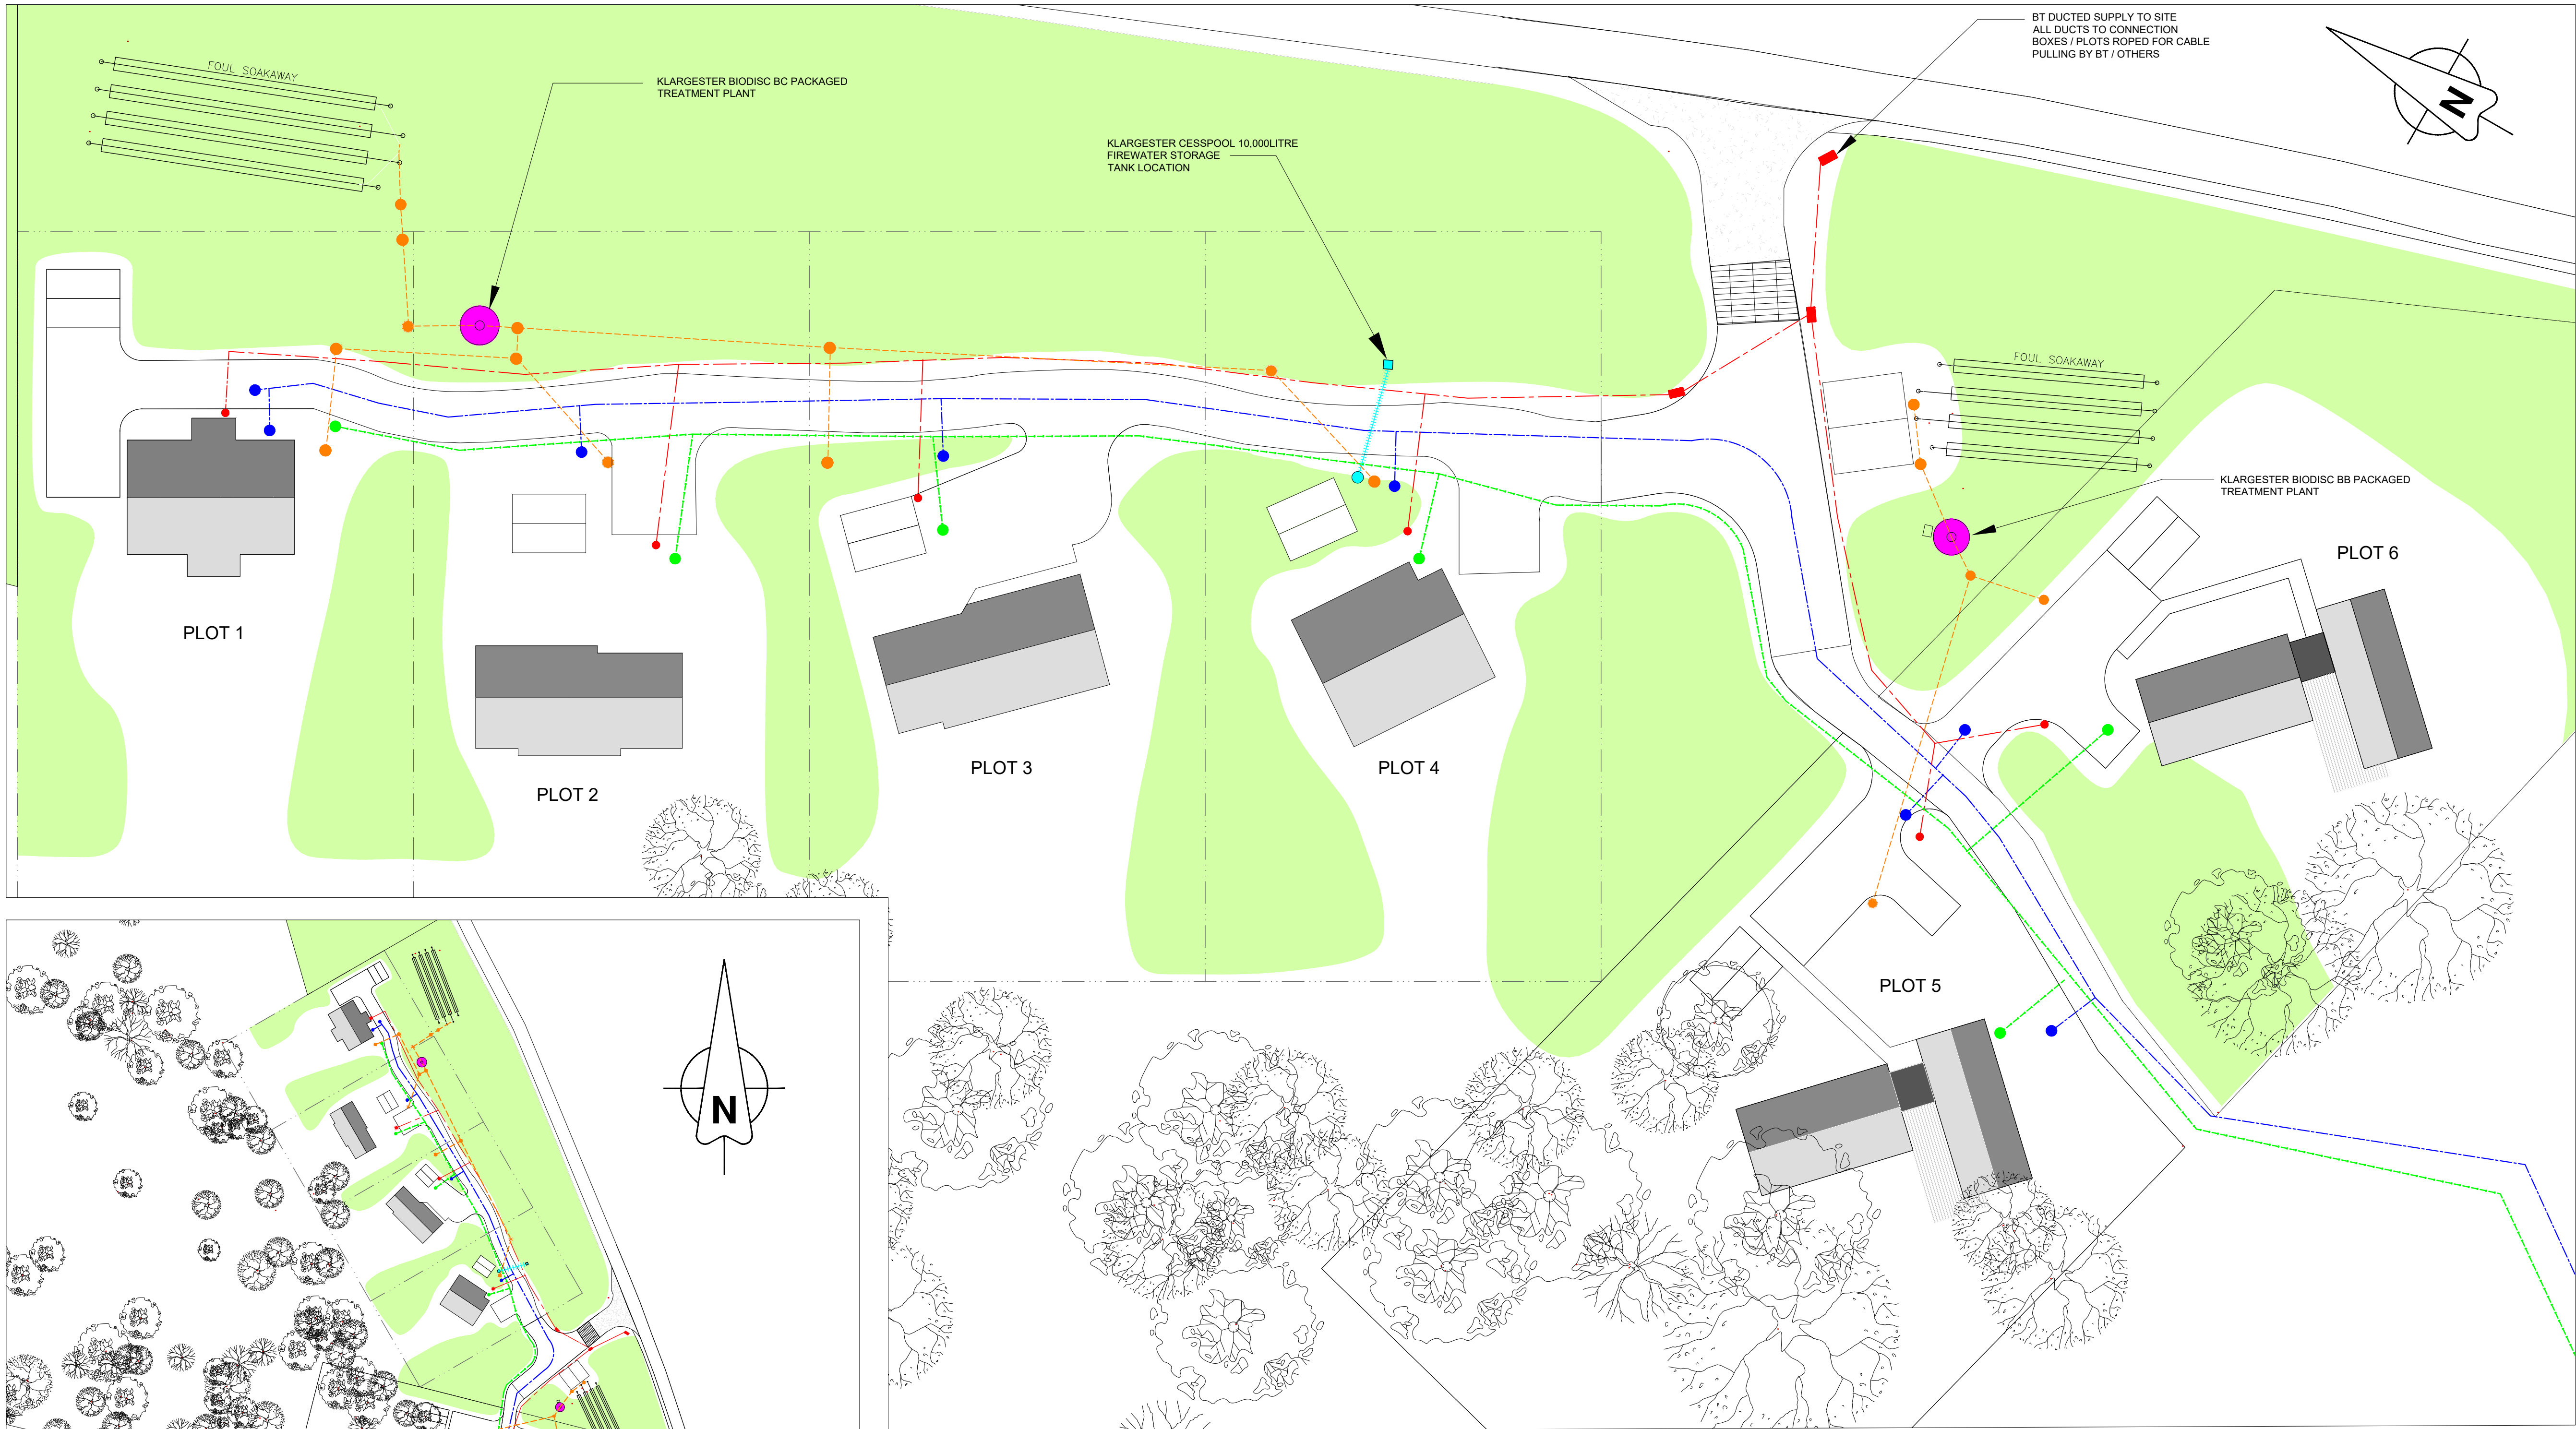 BT DUCTED SUPPLY TO SITE
ALL DUCTS TO CONNECTION
BOXES / PLOTS ROPED FOR CABLE
PULLING BY BT / OTHERS
FOUL SOAKAWAY
KLARGESTER BIODISC BC PACKAGED
TREATMENT PLANT
N
KLARGESTER CESSPOOL 10,000LITRE
FIREWATER STORAGE
TANK LOCATION
FOUL SOAKAWAY
KLARGESTER BIODISC BB PACKAGED
TREATMENT PLANT
PLOT 6
PLOT 1
PLOT 2
PLOT 3
PLOT 4
PLOT 5
N